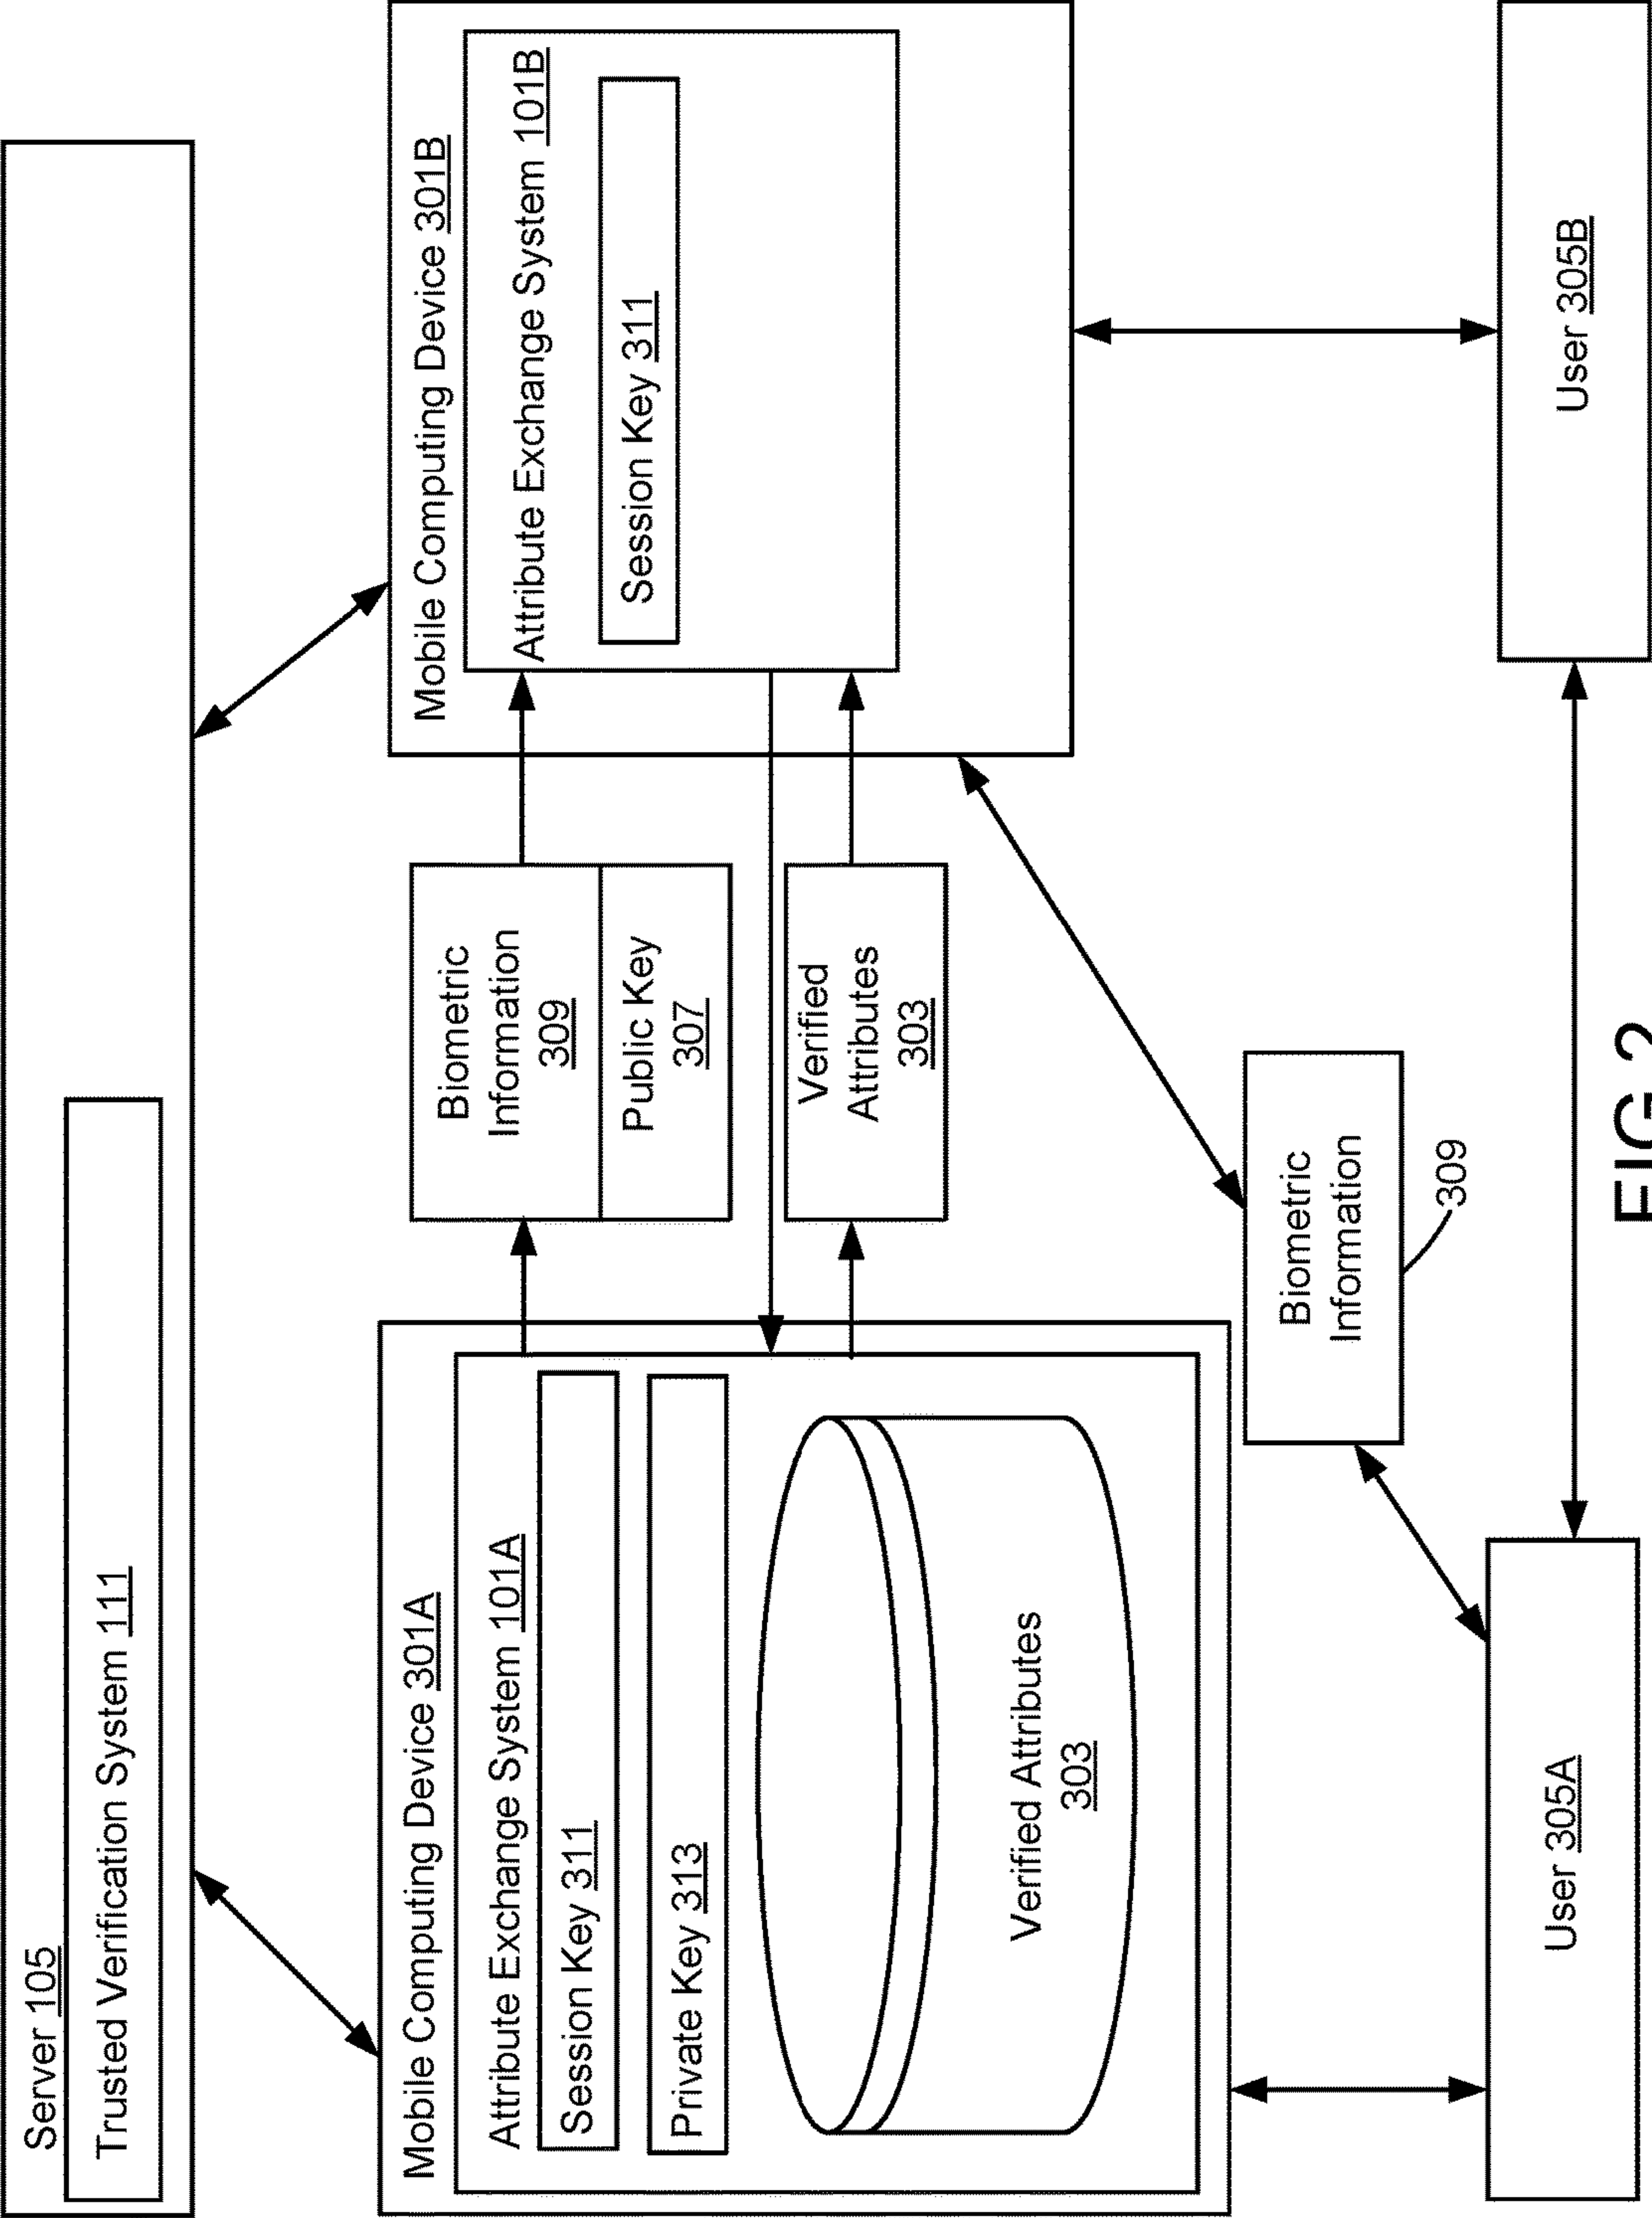 Server 105
Trusted Verification System 111
Mobile Computing Device 301A
Attribute Exchange System 101A
Session Key 311
Private Key 313
Verified Attributes
303
Biometric
Information
309
Public Key
307
Verified
Attributes
303
Mobile Computing Device 301B
Attribute Exchange System 101B
Session Key 311
Biometric
Information
309
User 305A
User 305B
FIG 2